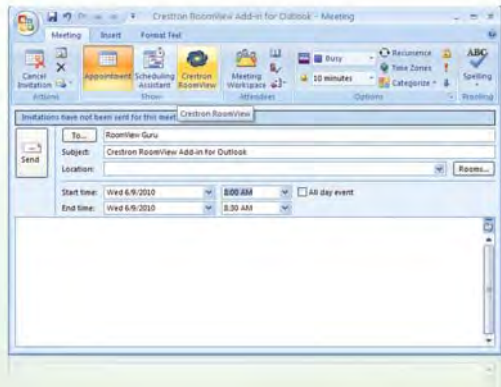 Crestron RoomView Add-in for Outlook - Meeting
Meeting Insert Format Text
Cancel Invitation
Appointment
Scheduling Assistant
Crestron RoomView
Meeting Workspace
Busy
10 minutes
Recurrence
Time Zones
Categorize
ABC
Spelling
Actions Show Attendees Options Proofing
Invitations have not been sent for this meet
Crestron RoomView
Send
To... RoomView Guru
Subject: Crestron RoomView Add-in for Outlook
Location: Rooms...
Start time: Wed 6/9/2010 8:00 AM All day event
End time: Wed 6/9/2010 8:30 AM